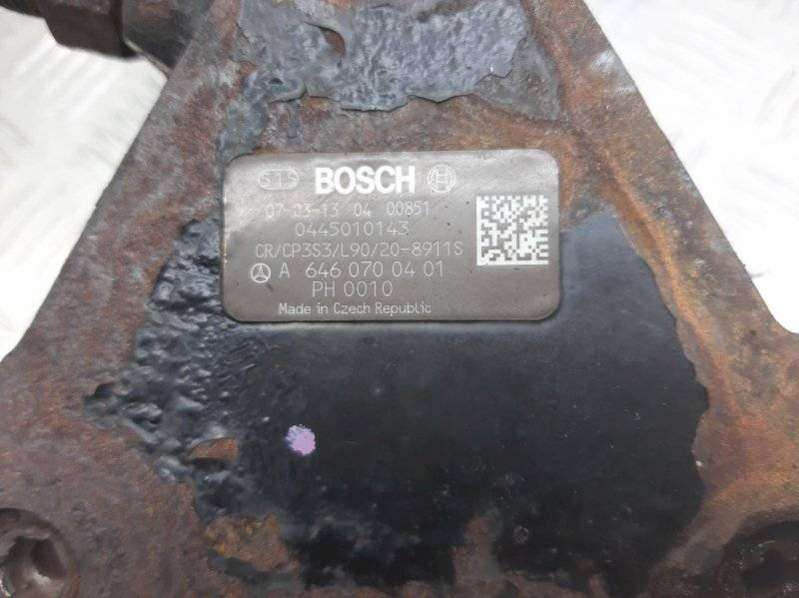 BOSCH
07-03-13 04 00851
0445010143
CR/CP3S3/L90/20-8911S
A 646 070 04 01
PH 0010
Made in Czech Republic